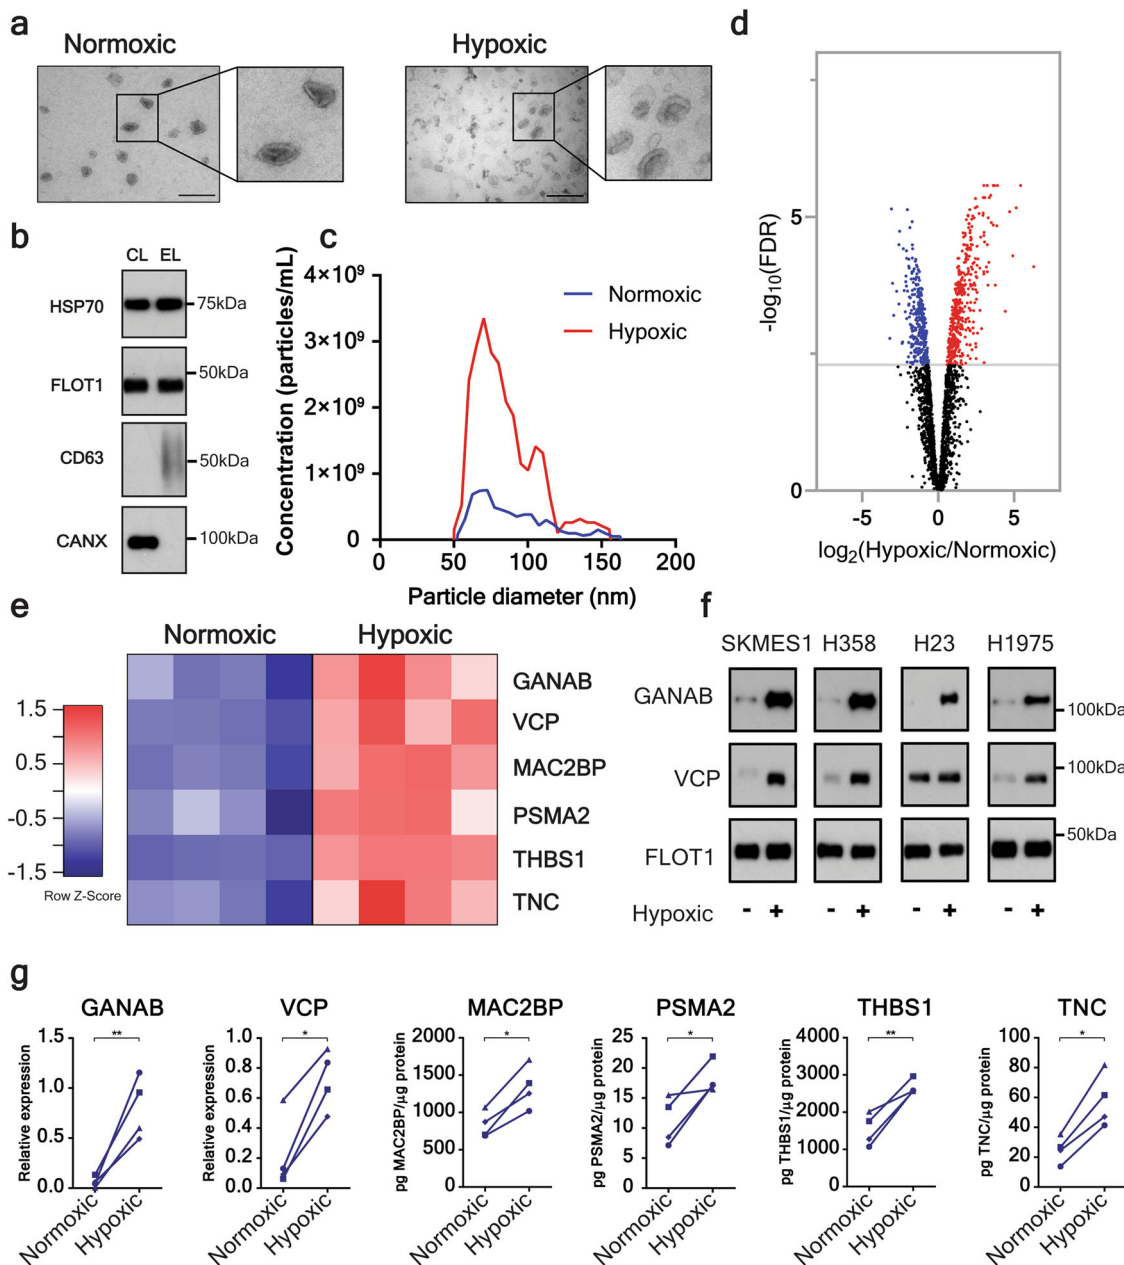 a
Normoxic
Hypoxic
b
CL EL
HSP70
75kDa
FLOT1
50kDa
CD63
50kDa
CANX
100kDa
c
Concentration (particles/mL)
4×10⁹
3×10⁹
2×10⁹
1×10⁹
0
0 50 100 150 200
Particle diameter (nm)
Normoxic
Hypoxic
d
-log₁₀(FDR)
5
0
-5 0 5
log₂(Hypoxic/Normoxic)
e
Normoxic Hypoxic
1.5
0.5
-0.5
-1.5
Row Z-Score
GANAB
VCP
MAC2BP
PSMA2
THBS1
TNC
f
SKMES1 H358 H23 H1975
GANAB
100kDa
VCP
100kDa
FLOT1
50kDa
Hypoxic - + - + - + - +
g
GANAB
Relative expression
1.5
1.0
0.5
0.0
**
Normoxic
Hypoxic
VCP
Relative expression
1.0
0.8
0.6
0.4
0.2
0.0
*
Normoxic
Hypoxic
MAC2BP
pg MAC2BP/µg protein
2000
1500
1000
500
0
*
Normoxic
Hypoxic
PSMA2
pg PSMA2/µg protein
25
20
15
10
5
0
*
Normoxic
Hypoxic
THBS1
pg THBS1/µg protein
4000
3000
2000
1000
0
**
Normoxic
Hypoxic
TNC
pg TNC/µg protein
100
80
60
40
20
0
*
Normoxic
Hypoxic